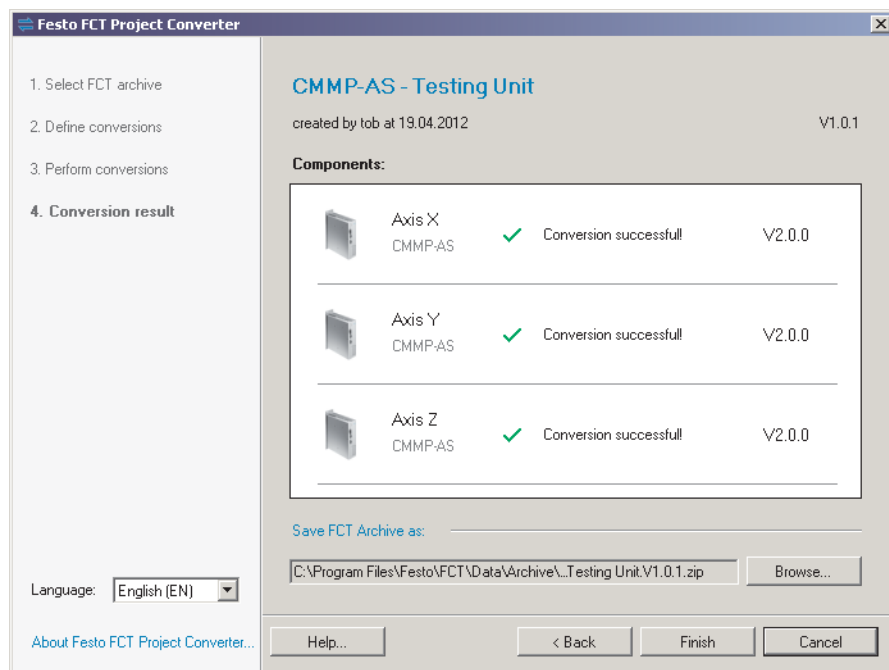 Festo FCT Project Converter
1. Select FCT archive
2. Define conversions
3. Perform conversions
4. Conversion result
CMMP-AS - Testing Unit
created by tob at 19.04.2012 V1.0.1
Components:
Axis X
CMMP-AS
Conversion successful! V2.0.0
Axis Y
CMMP-AS
Conversion successful! V2.0.0
Axis Z
CMMP-AS
Conversion successful! V2.0.0
Save FCT Archive as:
C:\Program Files\Festo\FCT\Data\Archive\...Testing Unit.V1.0.1.zip Browse...
Language: English (EN)
About Festo FCT Project Converter...
Help... < Back Finish Cancel